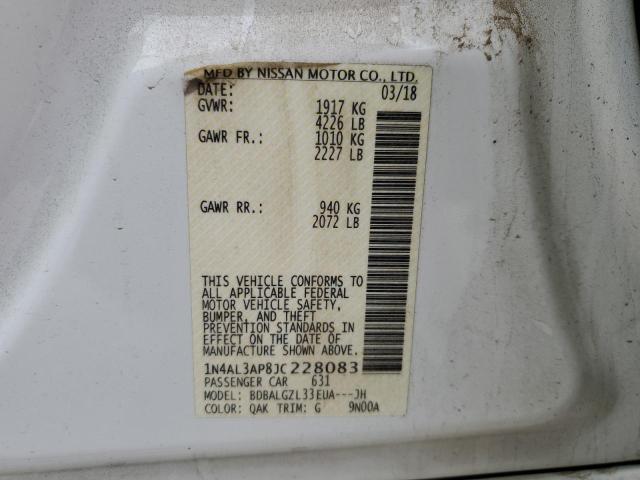 MFD BY NISSAN MOTOR CO., LTD.
DATE: 03/18
GVWR: 1917 KG
4226 LB
GAWR FR.: 1010 KG
2227 LB
GAWR RR.: 940 KG
2072 LB
THIS VEHICLE CONFORMS TO
ALL APPLICABLE FEDERAL
MOTOR VEHICLE SAFETY,
BUMPER, AND THEFT
PREVENTION STANDARDS IN
EFFECT ON THE DATE OF
MANUFACTURE SHOWN ABOVE.
1N4AL3AP8JC228083
PASSENGER CAR 631
MODEL: BDBALGZL33EUA---JH
COLOR: QAK TRIM: G 9N00A